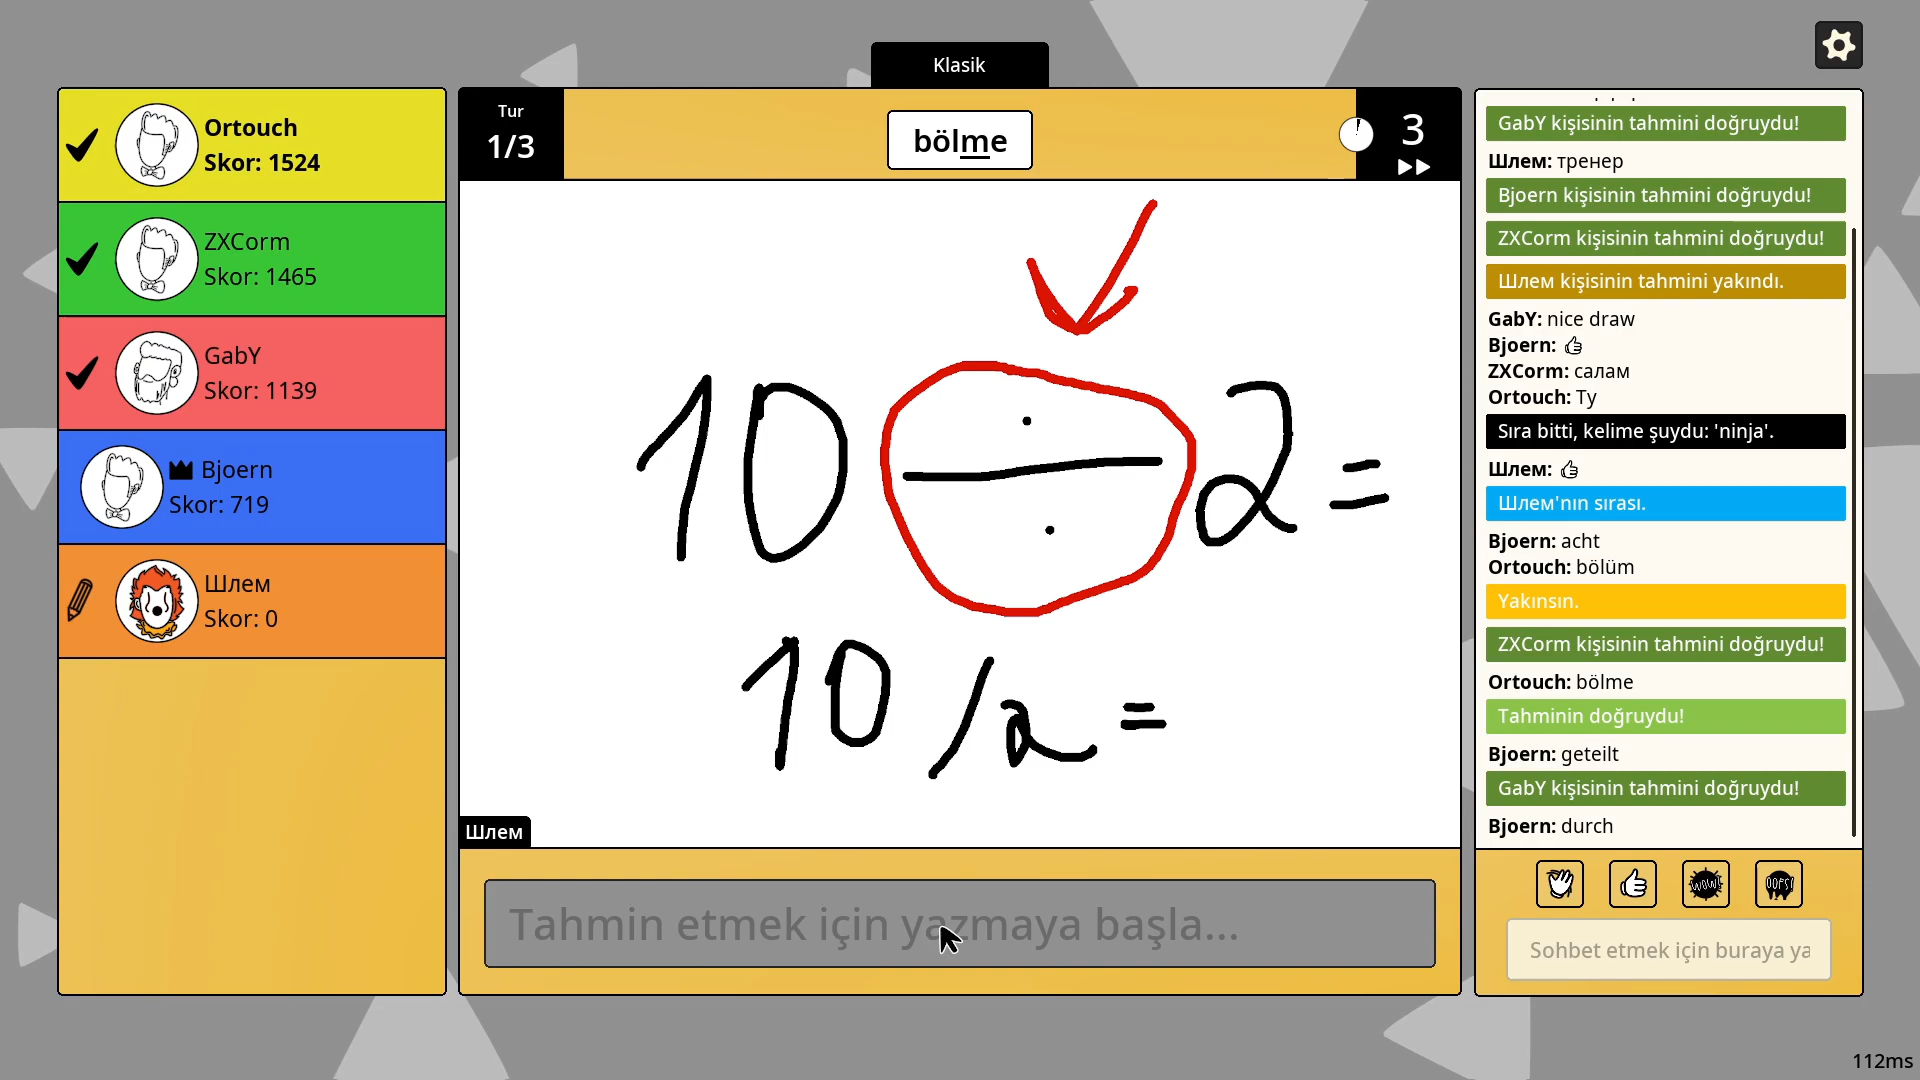 Klasik
Ortouch
Skor: 1524
ZXCorm
Skor: 1465
GabY
Skor: 1139
Bjoern
Skor: 719
Шлем
Skor: 0
Tur
1/3
bölme
3
10 ÷ 2 =
10 / 2 =
Шлем
Tahmin etmek için yazmaya başla...
GabY kişisinin tahmini doğruydu!
Шлем: тренер
Bjoern kişisinin tahmini doğruydu!
ZXCorm kişisinin tahmini doğruydu!
Шлем kişisinin tahmini yakındı.
GabY: nice draw
Bjoern: 👍
ZXCorm: салам
Ortouch: Ty
Sıra bitti, kelime şuydu: 'ninja'.
Шлем: 👍
Шлем'nın sırası.
Bjoern: acht
Ortouch: bölüm
Yakınsın.
ZXCorm kişisinin tahmini doğruydu!
Ortouch: bölme
Tahminin doğruydu!
Bjoern: geteilt
GabY kişisinin tahmini doğruydu!
Bjoern: durch
WOW! OOPS!
Sohbet etmek için buraya ya
112ms